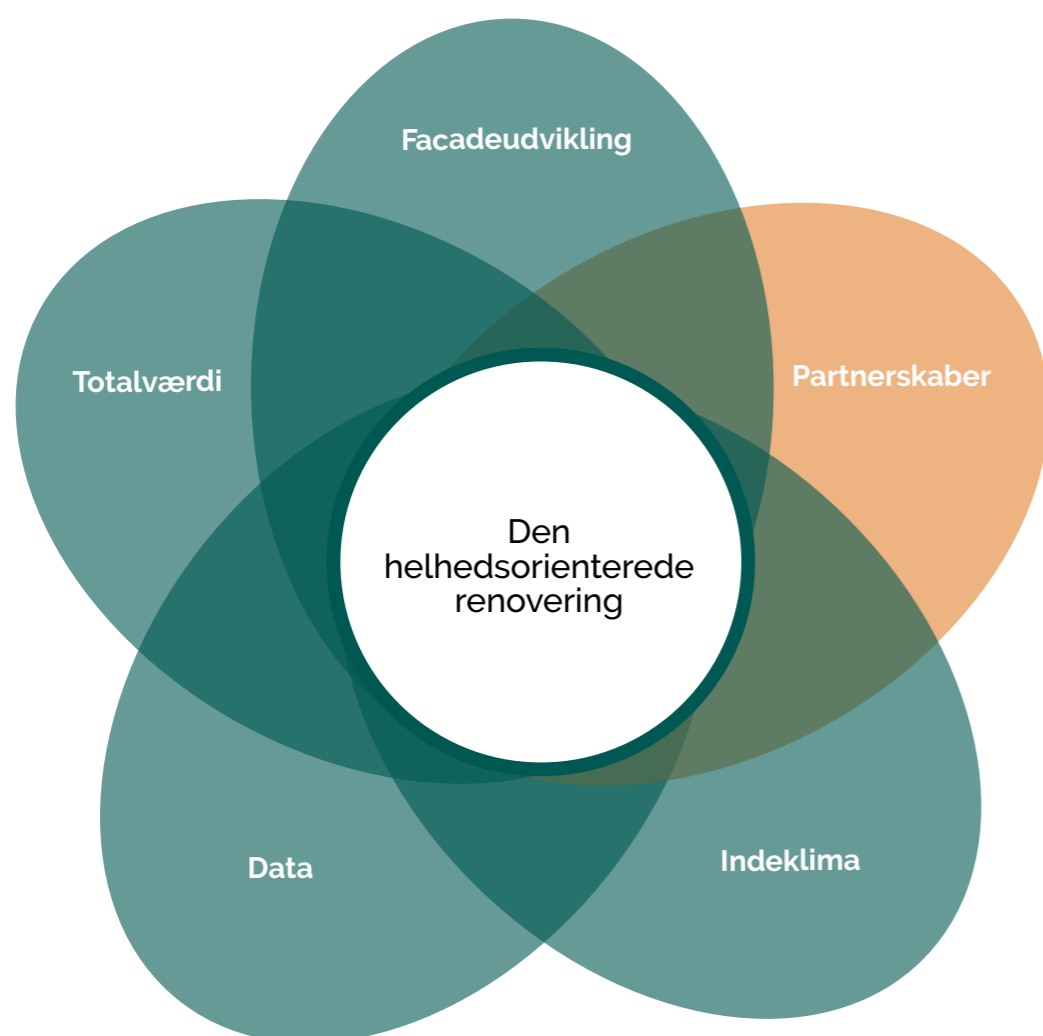 Facadeudvikling
Totalværdi
Partnerskaber
Den
helhedsorienterede
renovering
Data
Indeklima